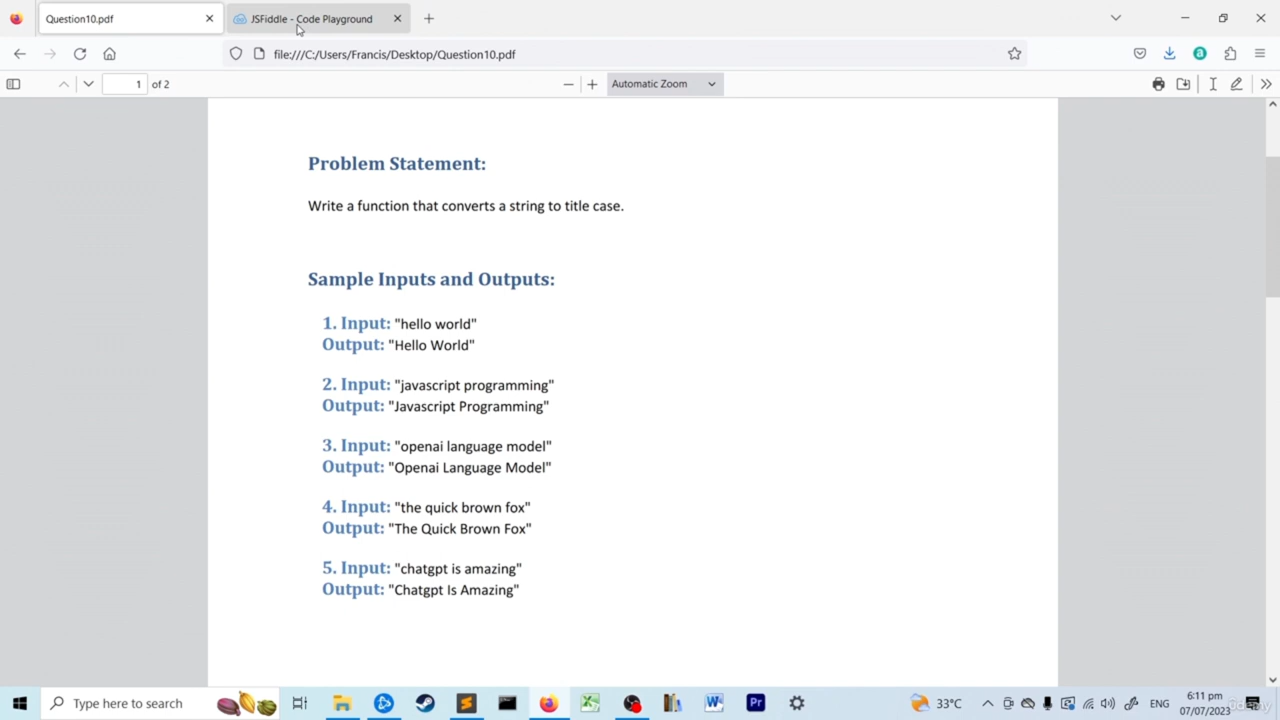 Question10.pdf
JSFiddle - Code Playground
file:///C:/Users/Francis/Desktop/Question10.pdf
1 of 2
Automatic Zoom
Problem Statement:
Write a function that converts a string to title case.
Sample Inputs and Outputs:
1. Input: "hello world"
Output: "Hello World"
2. Input: "javascript programming"
Output: "Javascript Programming"
3. Input: "openai language model"
Output: "Openai Language Model"
4. Input: "the quick brown fox"
Output: "The Quick Brown Fox"
5. Input: "chatgpt is amazing"
Output: "Chatgpt Is Amazing"
Type here to search
33°C
ENG
6:11 pm
07/07/2023